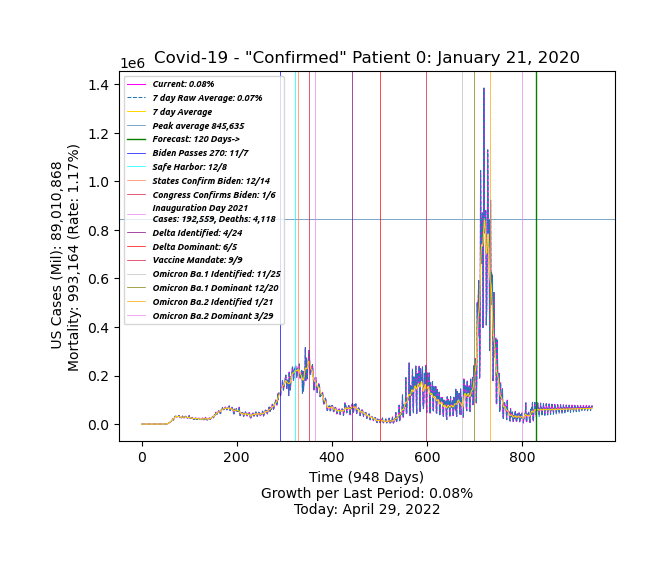 Covid-19 - "Confirmed" Patient 0: January 21, 2020
1e6
1.4
1.2
1.0
0.8
0.6
0.4
0.2
0.0
US Cases (Mil): 89,010,868
Mortality: 993,164 (Rate: 1.17%)
Current: 0.08%
7 day Raw Average: 0.07%
7 day Average
Peak average 845,635
Forecast: 120 Days->
Biden Passes 270: 11/7
Safe Harbor: 12/8
States Confirm Biden: 12/14
Congress Confirms Biden: 1/6
Inauguration Day 2021
Cases: 192,559, Deaths: 4,118
Delta Identified: 4/24
Delta Dominant: 6/5
Vaccine Mandate: 9/9
Omicron Ba.1 Identified: 11/25
Omicron Ba.1 Dominant 12/20
Omicron Ba.2 Identified 1/21
Omicron Ba.2 Dominant 3/29
0 200 400 600 800
Time (948 Days)
Growth per Last Period: 0.08%
Today: April 29, 2022